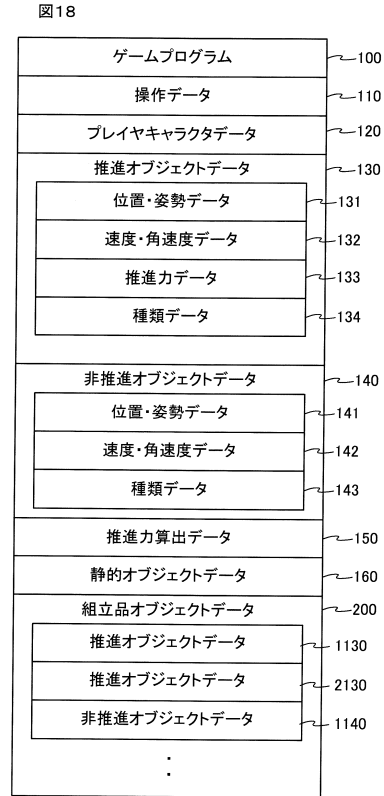 図18
ゲームプログラム 100
操作データ 110
プレイヤキャラクタデータ 120
推進オブジェクトデータ 130
位置・姿勢データ 131
速度・角速度データ 132
推進力データ 133
種類データ 134
非推進オブジェクトデータ 140
位置・姿勢データ 141
速度・角速度データ 142
種類データ 143
推進力算出データ 150
静的オブジェクトデータ 160
組立品オブジェクトデータ 200
推進オブジェクトデータ 1130
推進オブジェクトデータ 2130
非推進オブジェクトデータ 1140